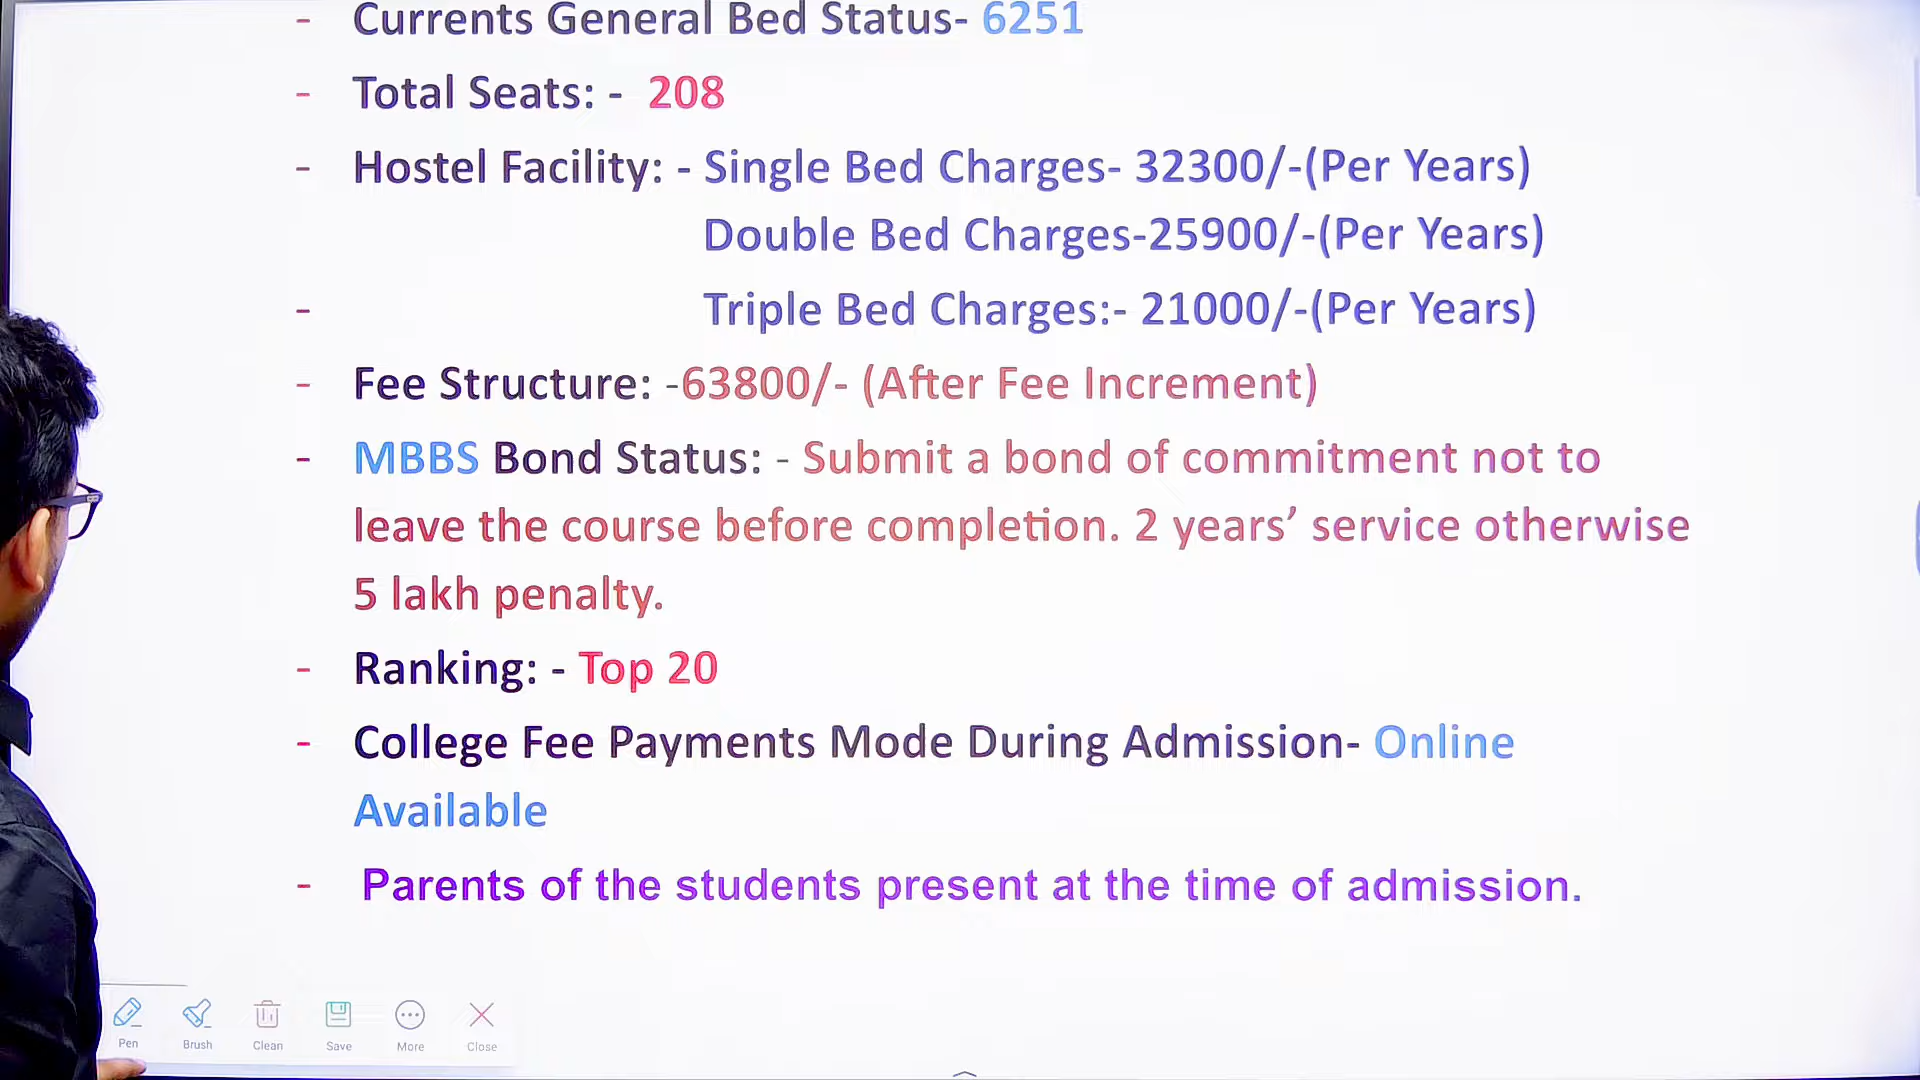 - Currents General Bed Status- 6251
- Total Seats: - 208
- Hostel Facility: - Single Bed Charges- 32300/-(Per Years)
Double Bed Charges-25900/-(Per Years)
- Triple Bed Charges:- 21000/-(Per Years)
- Fee Structure: -63800/- (After Fee Increment)
- MBBS Bond Status: - Submit a bond of commitment not to
leave the course before completion. 2 years’ service otherwise
5 lakh penalty.
- Ranking: - Top 20
- College Fee Payments Mode During Admission- Online
Available
- Parents of the students present at the time of admission.
Pen Brush Clean Save More Close